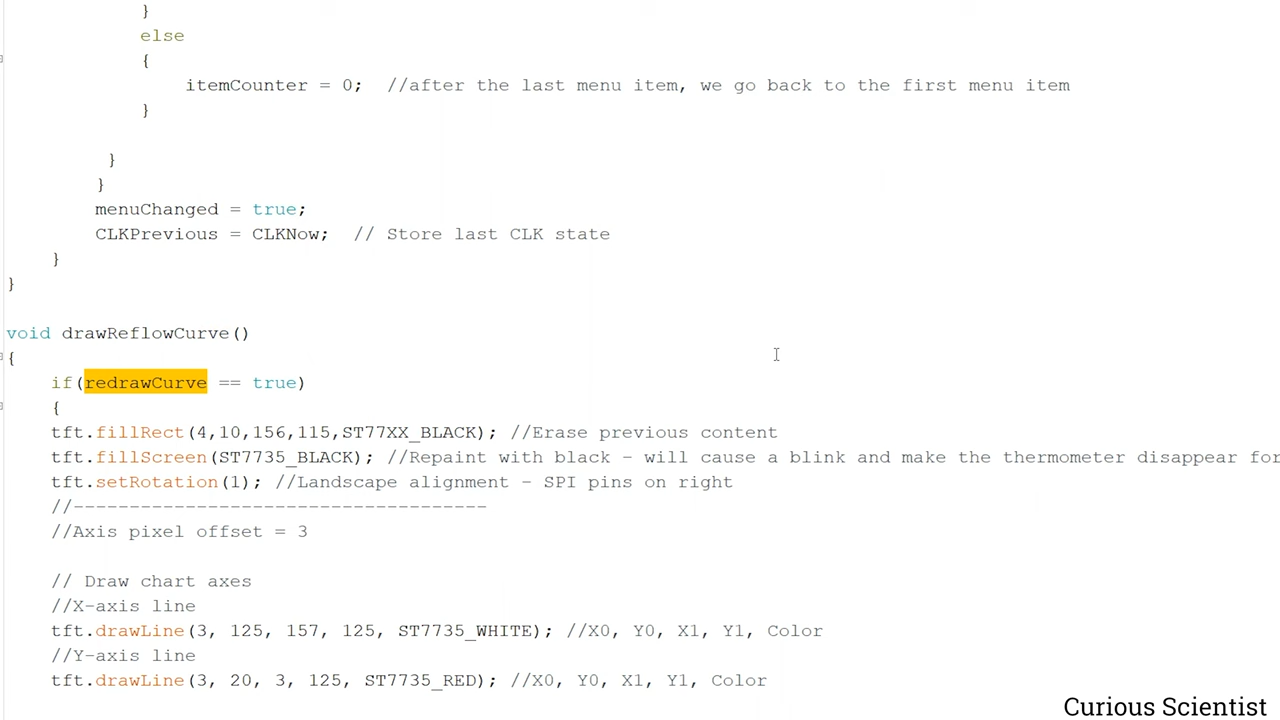 }
else
{
itemCounter = 0;  //after the last menu item, we go back to the first menu item
}
}
}
menuChanged = true;
CLKPrevious = CLKNow;  // Store last CLK state
}
}
void drawReflowCurve()
{
if(redrawCurve == true)
{
tft.fillRect(4,10,156,115,ST77XX_BLACK); //Erase previous content
tft.fillScreen(ST7735_BLACK); //Repaint with black - will cause a blink and make the thermometer disappear for
tft.setRotation(1); //Landscape alignment - SPI pins on right
//-------------------------------------
//Axis pixel offset = 3
// Draw chart axes
//X-axis line
tft.drawLine(3, 125, 157, 125, ST7735_WHITE); //X0, Y0, X1, Y1, Color
//Y-axis line
tft.drawLine(3, 20, 3, 125, ST7735_RED); //X0, Y0, X1, Y1, Color
Curious Scientist